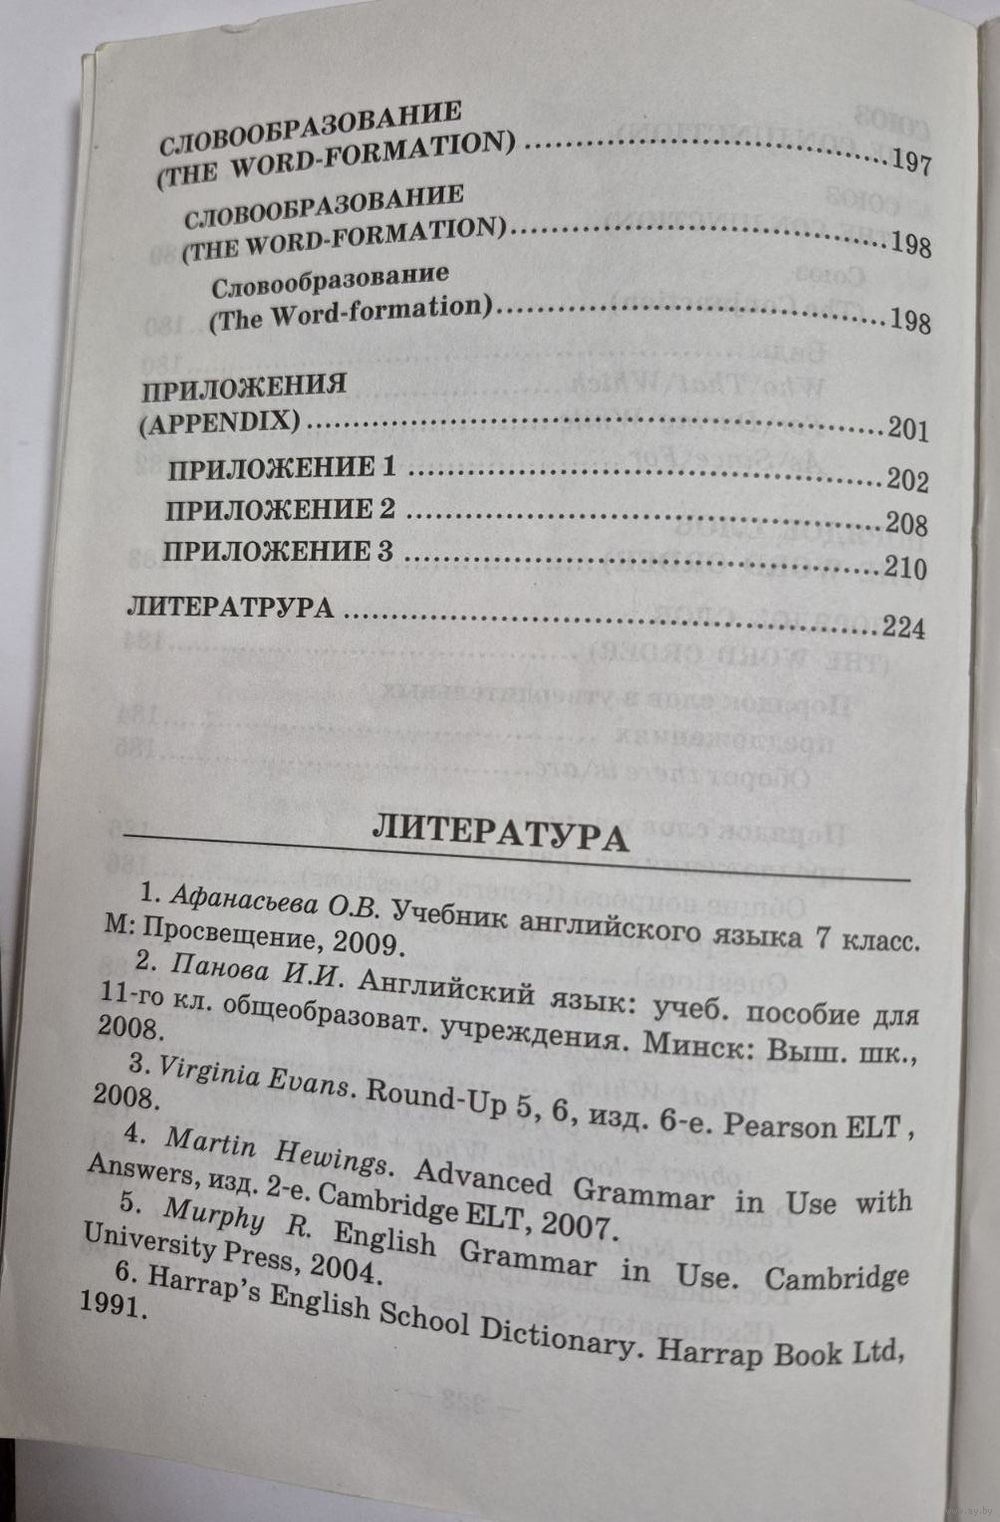 СЛОВООБРАЗОВАНИЕ
(THE WORD-FORMATION) ........................................197
СЛОВООБРАЗОВАНИЕ
(THE WORD-FORMATION)........................................198
Словообразование
(The Word-formation)........................................198
ПРИЛОЖЕНИЯ
(APPENDIX)........................................201
ПРИЛОЖЕНИЕ 1 ........................................202
ПРИЛОЖЕНИЕ 2 ........................................208
ПРИЛОЖЕНИЕ 3 ........................................210
ЛИТЕРАТРУРА ........................................224
ЛИТЕРАТУРА
1. Афанасьева О.В. Учебник английского языка 7 класс.
М: Просвещение, 2009.
2. Панова И.И. Английский язык: учеб. пособие для
11-го кл. общеобразоват. учреждения. Минск: Выш. шк.,
2008.
3. Virginia Evans. Round-Up 5, 6, изд. 6-е. Pearson ELT ,
2008.
4. Martin Hewings. Advanced Grammar in Use with
Answers, изд. 2-е. Cambridge ELT, 2007.
5. Murphy R. English Grammar in Use. Cambridge
University Press, 2004.
6. Harrap's English School Dictionary. Harrap Book Ltd,
1991.
www.ay.by